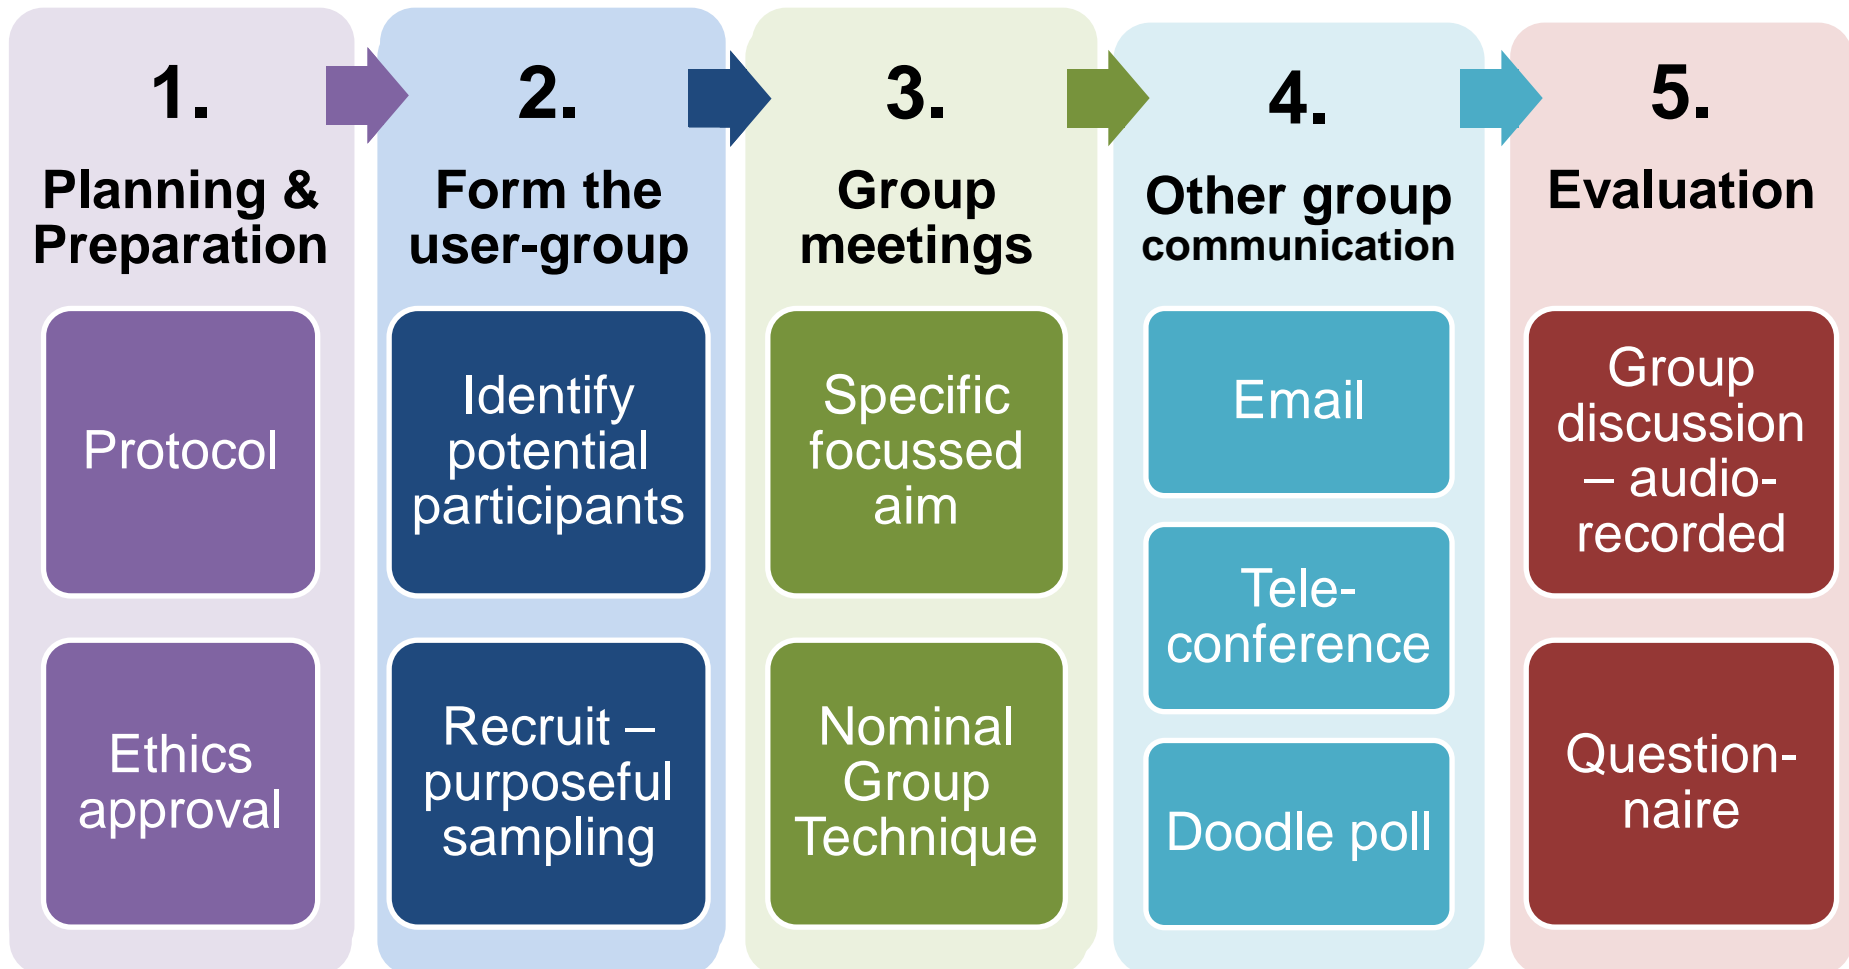 1.
Planning &
Preparation
Protocol
Ethics
approval
2.
Form the
user-group
Identify
potential
participants
Recruit –
purposeful
sampling
3.
Group
meetings
Specific
focussed
aim
Nominal
Group
Technique
4.
Other group
communication
Email
Tele-
conference
Doodle poll
5.
Evaluation
Group
discussion
– audio-
recorded
Question-
naire